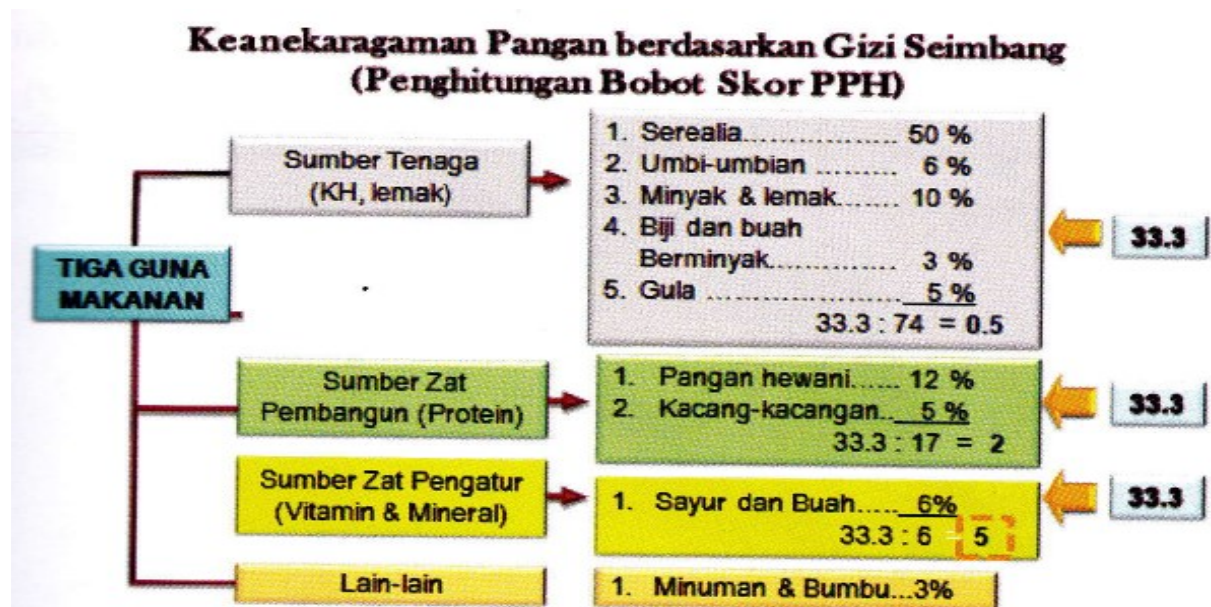 Keanekaragaman Pangan berdasarkan Gizi Seimbang
(Penghitungan Bobot Skor PPH)
TIGA GUNA
MAKANAN
Sumber Tenaga
(KH, lemak)
1. Serealia.................. 50 %
2. Umbi-umbian ......... 6 %
3. Minyak & lemak....... 10 %
4. Biji dan buah
Berminyak.............. 3 %
5. Gula ...................... 5 %
33.3 : 74 = 0.5
33.3
Sumber Zat
Pembangun (Protein)
1. Pangan hewani...... 12 %
2. Kacang-kacangan.. 5 %
33.3 : 17 = 2
33.3
Sumber Zat Pengatur
(Vitamin & Mineral)
1. Sayur dan Buah..... 6%
33.3 : 6 = 5
33.3
Lain-lain
1. Minuman & Bumbu...3%